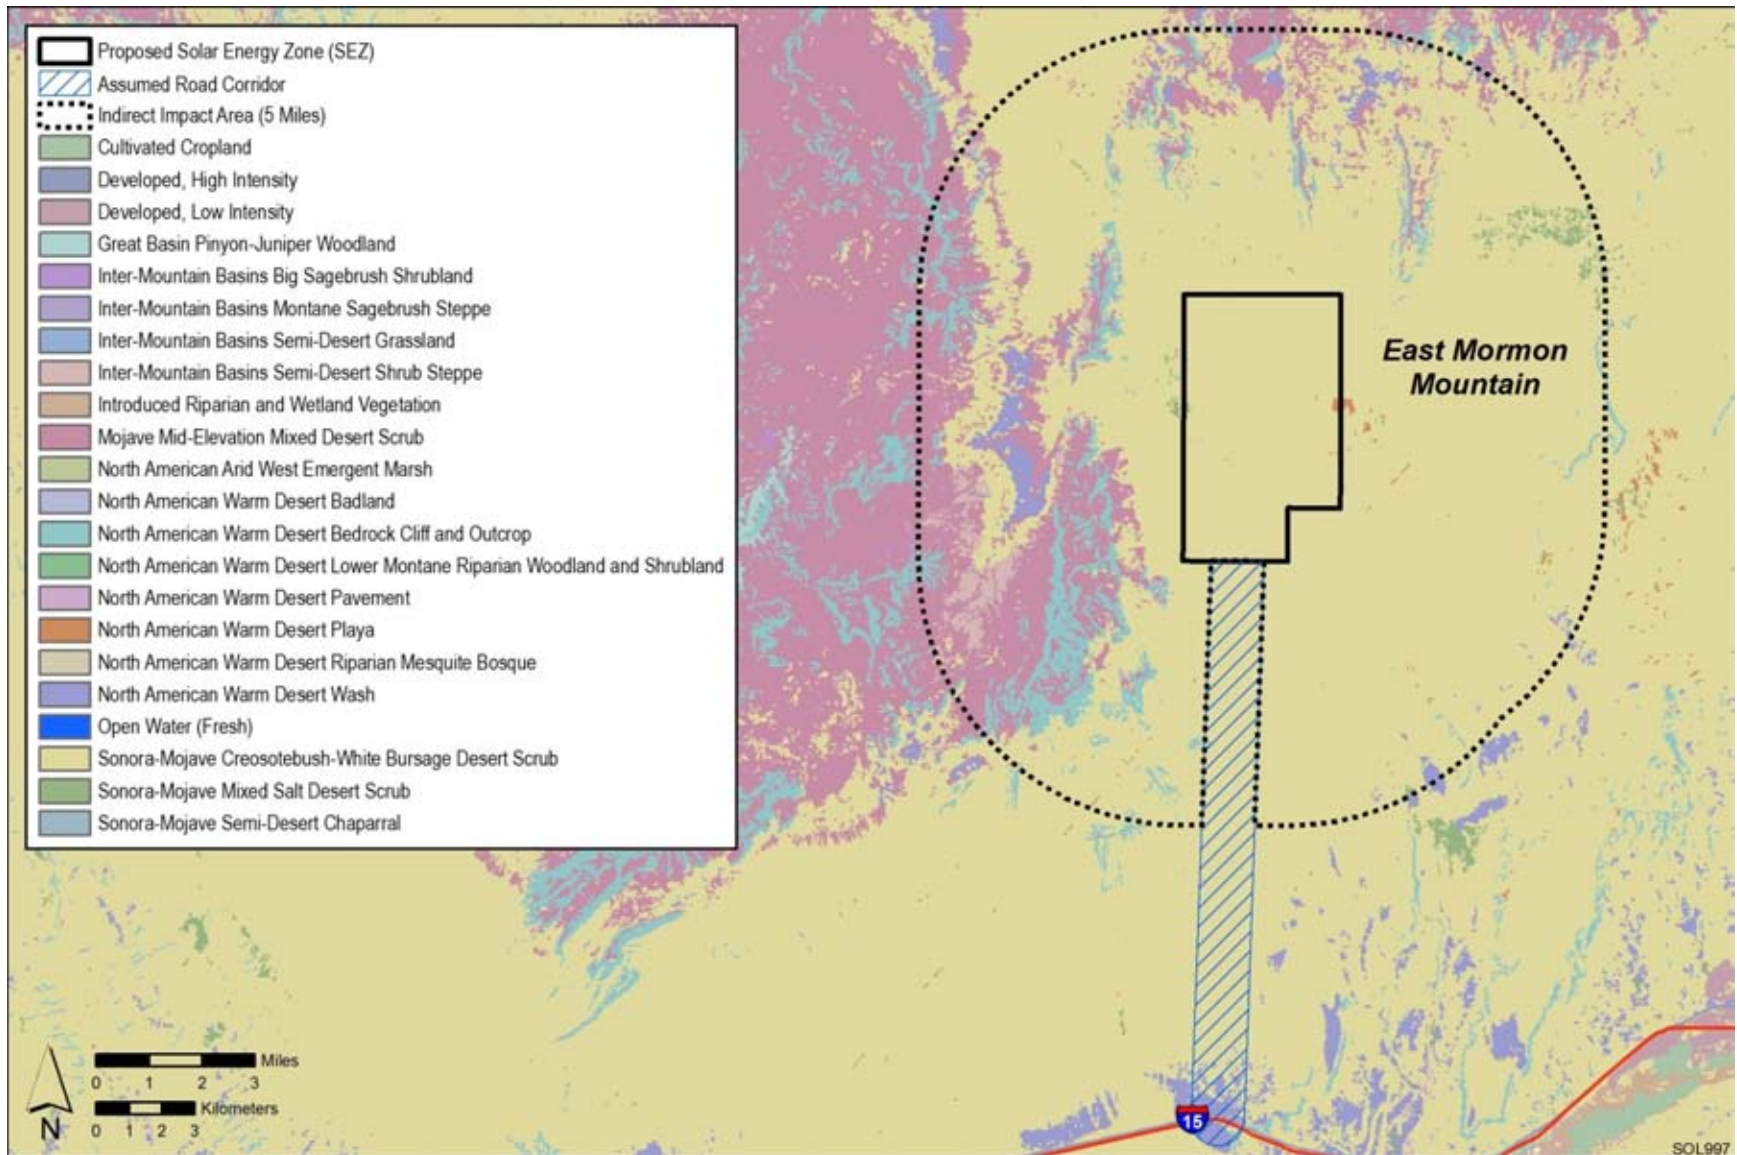 Proposed Solar Energy Zone (SEZ)
Assumed Road Corridor
Indirect Impact Area (5 Miles)
Cultivated Cropland
Developed, High Intensity
Developed, Low Intensity
Great Basin Pinyon-Juniper Woodland
Inter-Mountain Basins Big Sagebrush Shrubland
Inter-Mountain Basins Montane Sagebrush Steppe
Inter-Mountain Basins Semi-Desert Grassland
Inter-Mountain Basins Semi-Desert Shrub Steppe
Introduced Riparian and Wetland Vegetation
Mojave Mid-Elevation Mixed Desert Scrub
North American Arid West Emergent Marsh
North American Warm Desert Badland
North American Warm Desert Bedrock Cliff and Outcrop
North American Warm Desert Lower Montane Riparian Woodland and Shrubland
North American Warm Desert Pavement
North American Warm Desert Playa
North American Warm Desert Riparian Mesquite Bosque
North American Warm Desert Wash
Open Water (Fresh)
Sonora-Mojave Creosotebush-White Bursage Desert Scrub
Sonora-Mojave Mixed Salt Desert Scrub
Sonora-Mojave Semi-Desert Chaparral
East Mormon
Mountain
Miles
0 1 2 3
Kilometers
0 1 2 3
N
15
SOL997